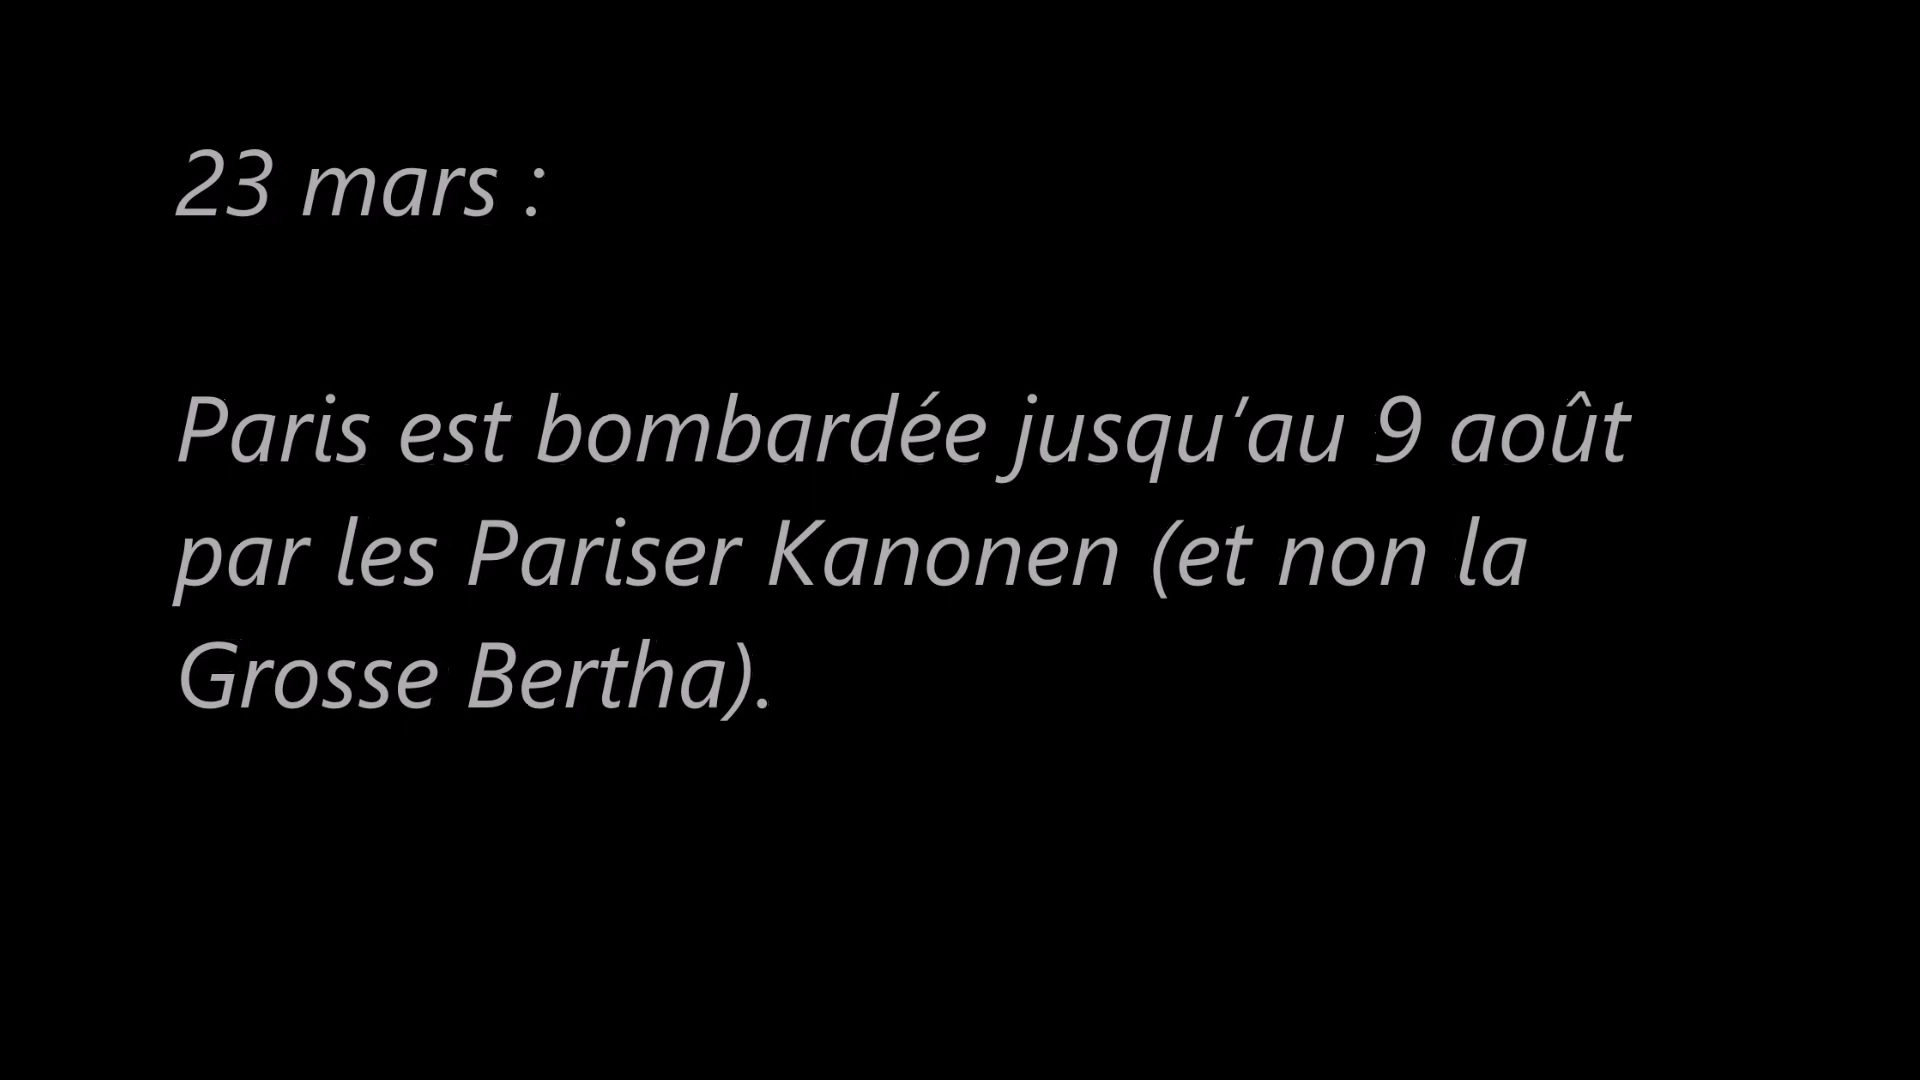 23 mars :
Paris est bombardée jusqu’au 9 août
par les Pariser Kanonen (et non la
Grosse Bertha).